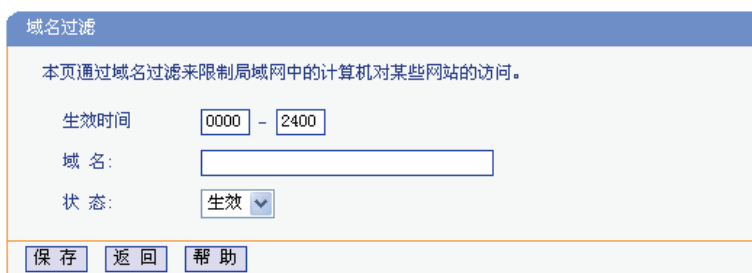 域名过滤
本页通过域名过滤来限制局域网中的计算机对某些网站的访问。
生效时间 0000 - 2400
域 名:
状 态: 生效
保 存 返 回 帮 助